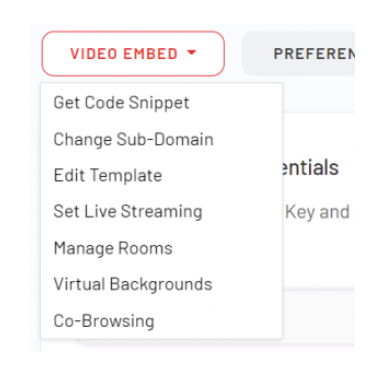 VIDEO EMBED
PREFEREN
Get Code Snippet
Change Sub-Domain
Edit Template
entials
Set Live Streaming
Key and
Manage Rooms
Virtual Backgrounds
Co-Browsing